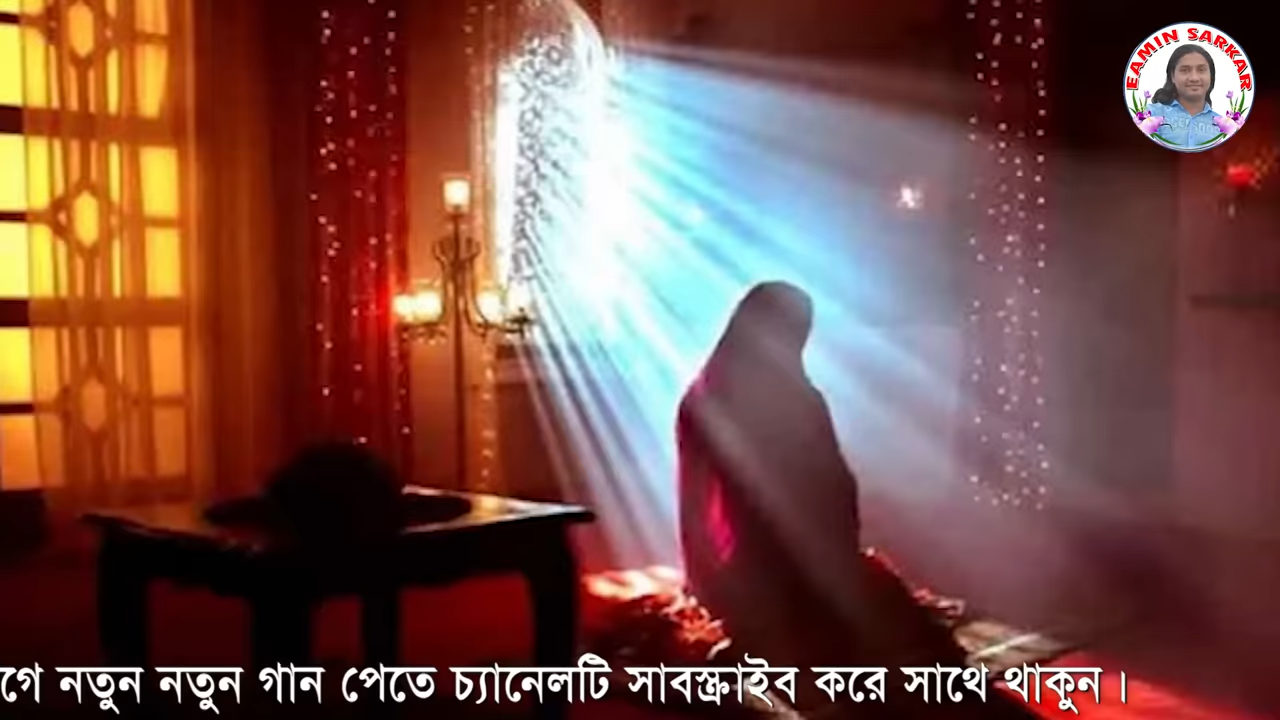 EAMIN SARKAR
গে নতুন নতুন গান পেতে চ্যানেলটি সাবস্ক্রাইব করে সাথে থাকুন।